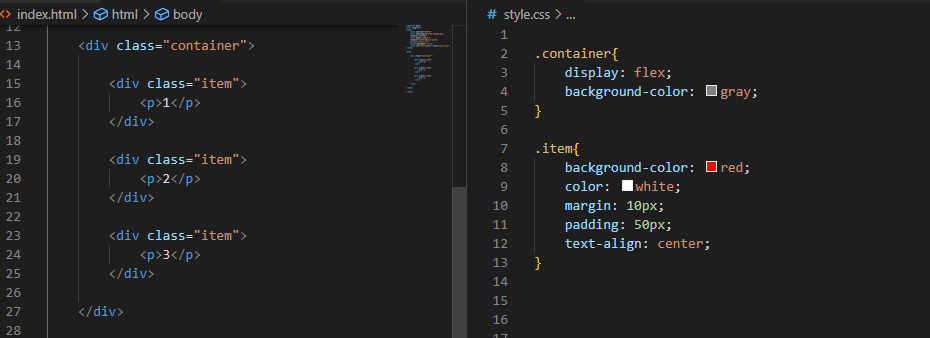 index.html > html > body
12
13 <div class="container">
14
15 <div class="item">
16 <p>1</p>
17 </div>
18
19 <div class="item">
20 <p>2</p>
21 </div>
22
23 <div class="item">
24 <p>3</p>
25 </div>
26
27 </div>
28
# style.css > ...
1
2 .container{
3 display: flex;
4 background-color: gray;
5 }
6
7 .item{
8 background-color: red;
9 color: white;
10 margin: 10px;
11 padding: 50px;
12 text-align: center;
13 }
14
15
16
17